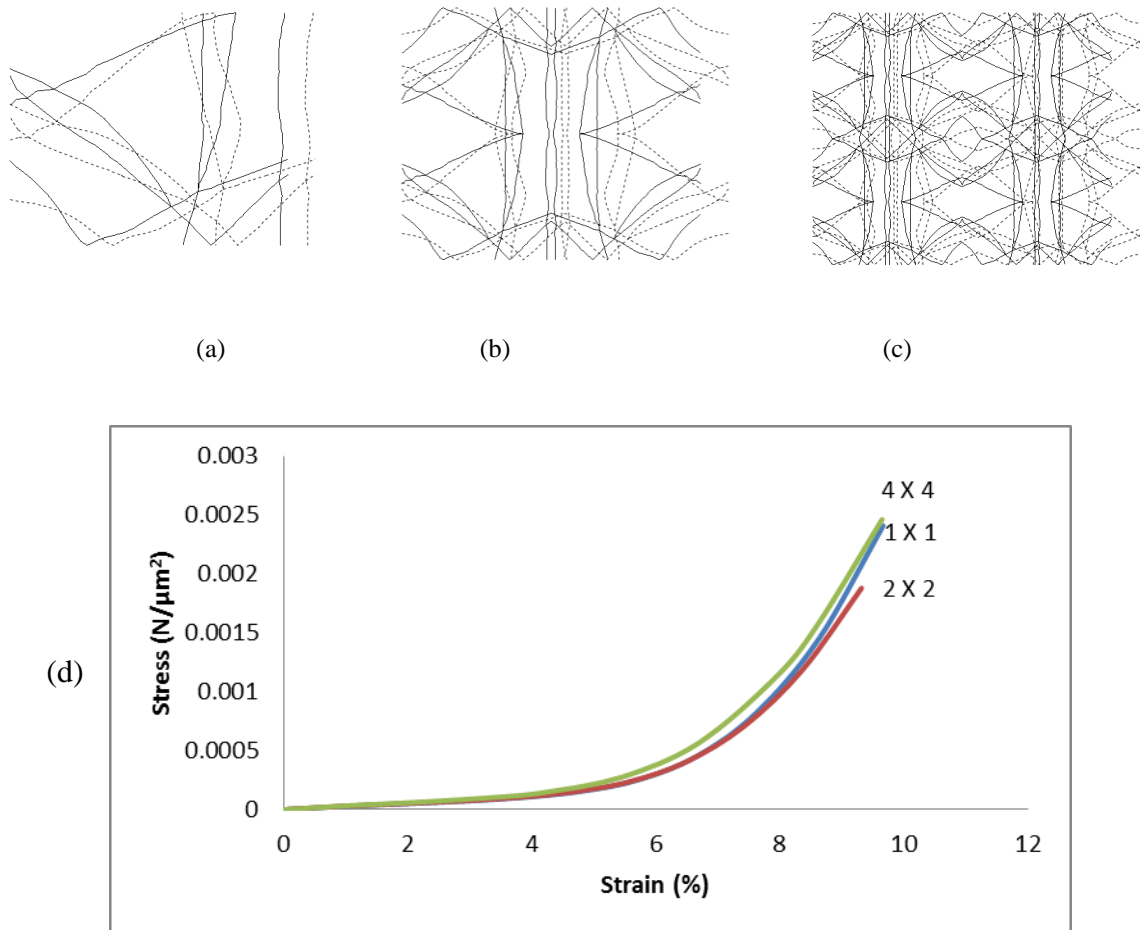 (a) (b) (c)
(d)
Stress (N/µm²)
0.003
0.0025
0.002
0.0015
0.001
0.0005
0
4 X 4
1 X 1
2 X 2
0 2 4 6 8 10 12
Strain (%)